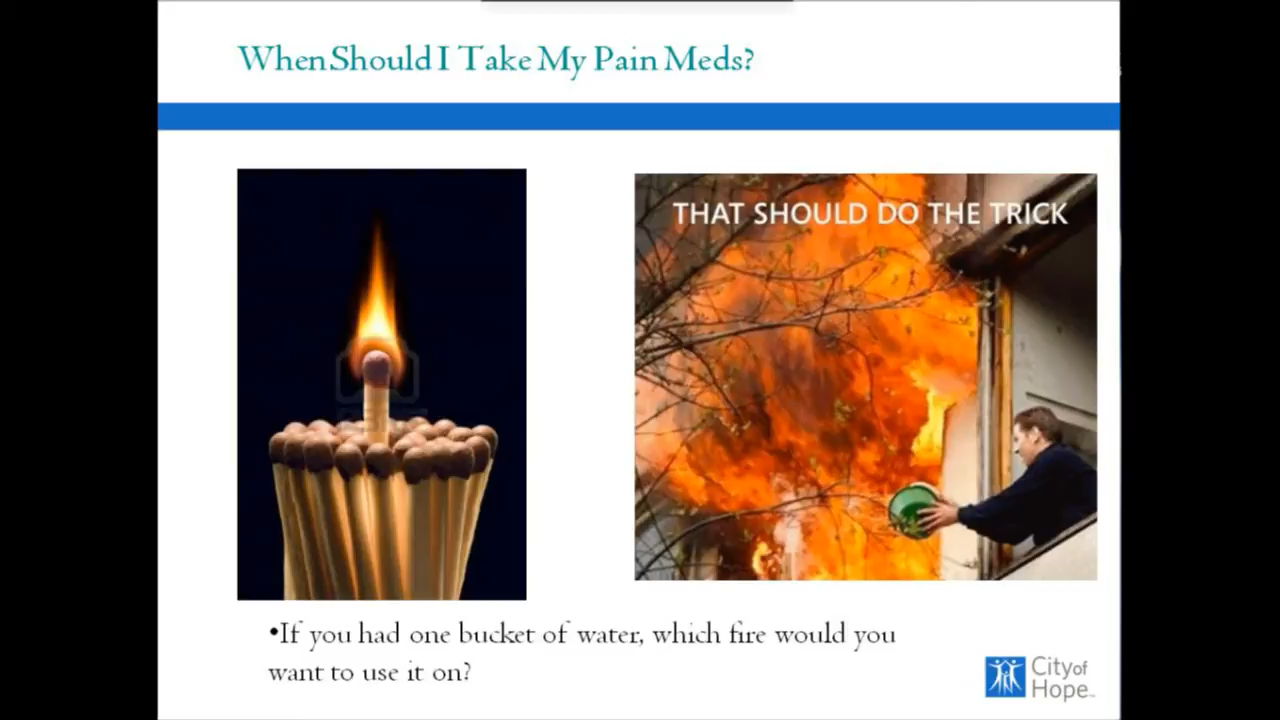 When Should I Take My Pain Meds?
THAT SHOULD DO THE TRICK
•If you had one bucket of water, which fire would you
want to use it on?
City of
Hope™